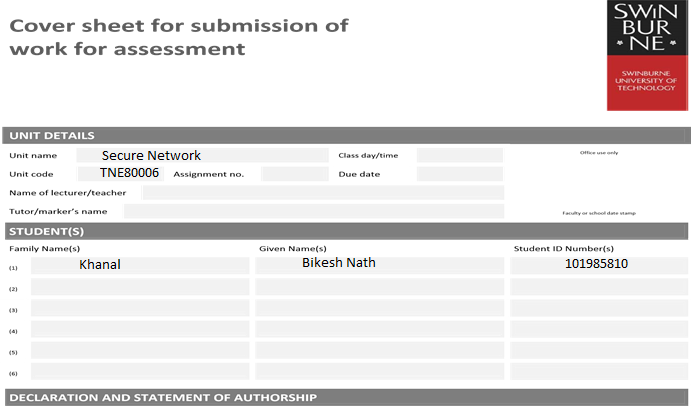 Cover sheet for submission of
work for assessment
SWIN
BUR
* NE *
SWINBURNE
UNIVERSITY OF
TECHNOLOGY
UNIT DETAILS
Unit name Secure Network Class day/time Office use only
Unit code TNE80006 Assignment no. Due date
Name of lecturer/teacher
Tutor/marker's name Faculty or school date stamp
STUDENT(S)
Family Name(s) Given Name(s) Student ID Number(s)
(1) Khanal Bikesh Nath 101985810
(2)
(3)
(4)
(5)
(6)
DECLARATION AND STATEMENT OF AUTHORSHIP